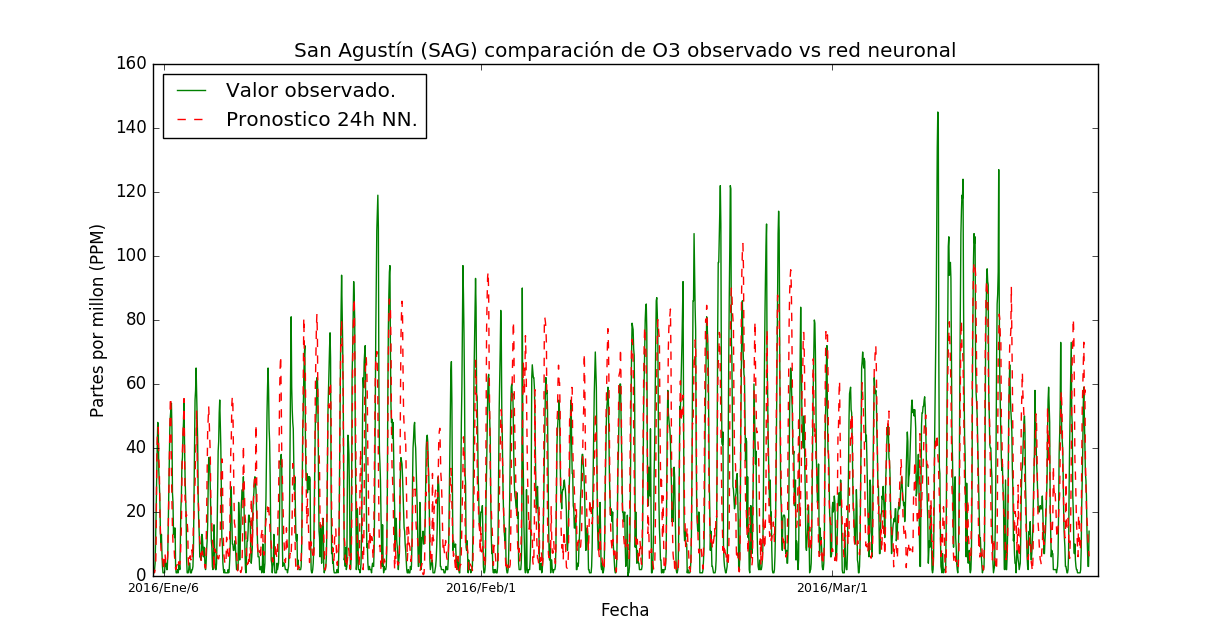 San Agustín (SAG) comparación de O3 observado vs red neuronal
160
140
120
100
80
60
40
20
0
Valor observado.
Pronostico 24h NN.
Partes por millon (PPM)
2016/Ene/6
2016/Feb/1
2016/Mar/1
Fecha